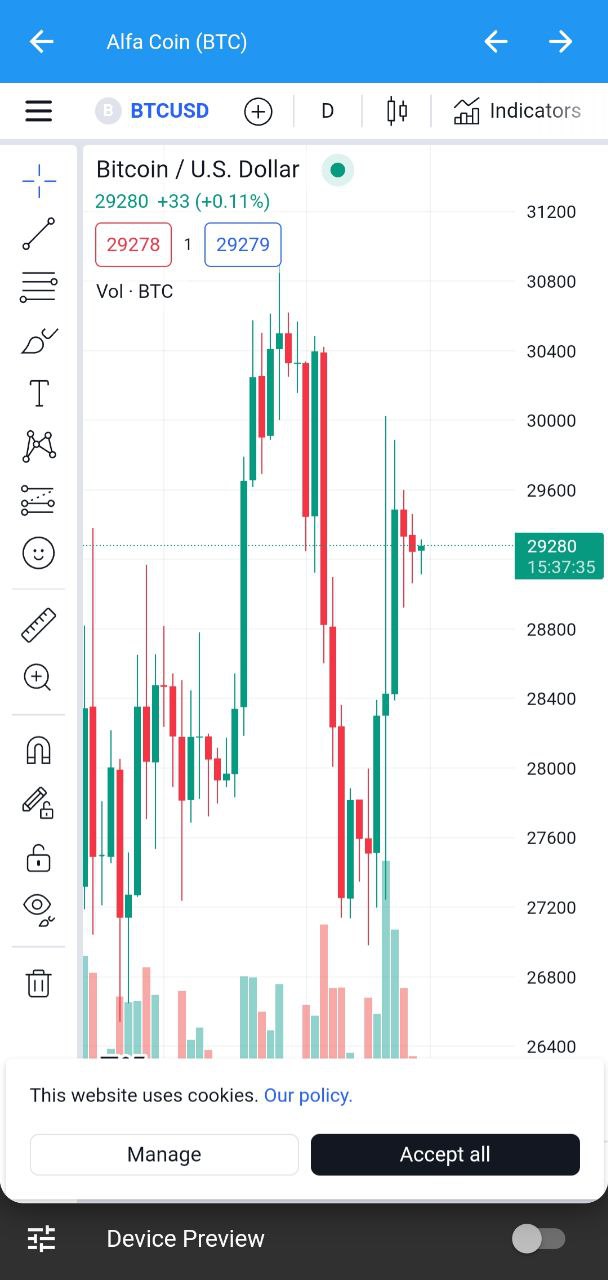 Alfa Coin (BTC)
B BTCUSD D Indicators
Bitcoin / U.S. Dollar
29280 +33 (+0.11%)
29278 1 29279
Vol · BTC
31200
30800
30400
30000
29600
29280
15:37:35
28800
28400
28000
27600
27200
26800
26400
T
This website uses cookies. Our policy.
Manage Accept all
Device Preview